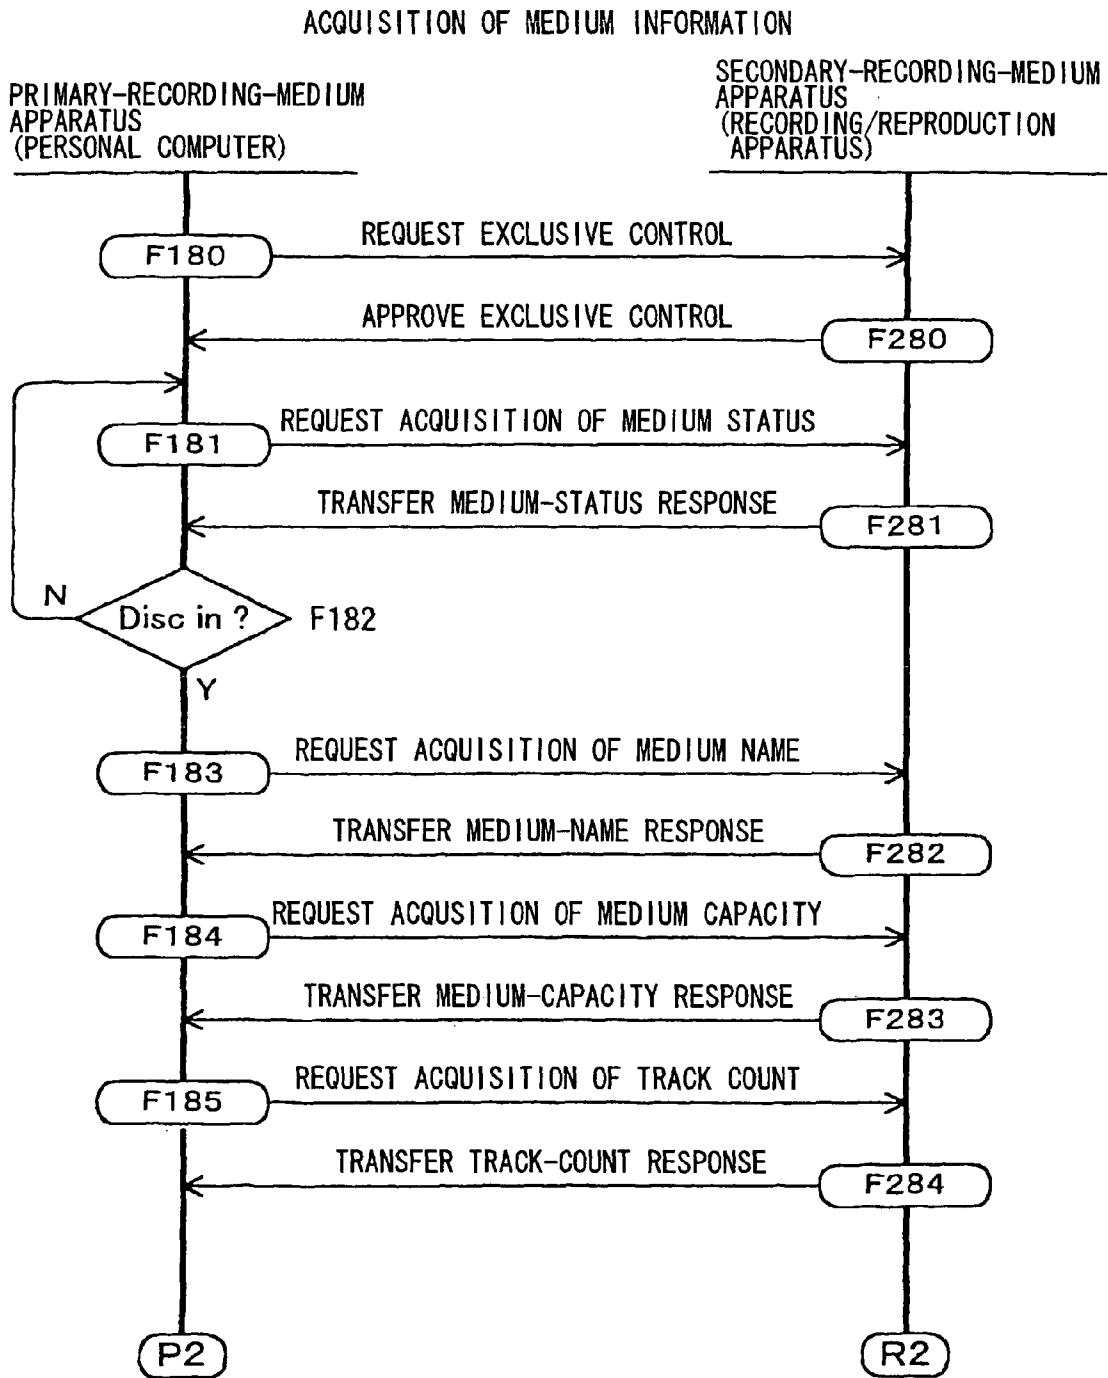 ACQUISITION OF MEDIUM INFORMATION
PRIMARY-RECORDING-MEDIUM
APPARATUS
(PERSONAL COMPUTER)
SECONDARY-RECORDING-MEDIUM
APPARATUS
(RECORDING/REPRODUCTION
APPARATUS)
REQUEST EXCLUSIVE CONTROL
F180
APPROVE EXCLUSIVE CONTROL
F280
REQUEST ACQUISITION OF MEDIUM STATUS
F181
TRANSFER MEDIUM-STATUS RESPONSE
F281
N
Disc in ?
F182
Y
REQUEST ACQUISITION OF MEDIUM NAME
F183
TRANSFER MEDIUM-NAME RESPONSE
F282
REQUEST ACQUSITION OF MEDIUM CAPACITY
F184
TRANSFER MEDIUM-CAPACITY RESPONSE
F283
REQUEST ACQUISITION OF TRACK COUNT
F185
TRANSFER TRACK-COUNT RESPONSE
F284
P2
R2